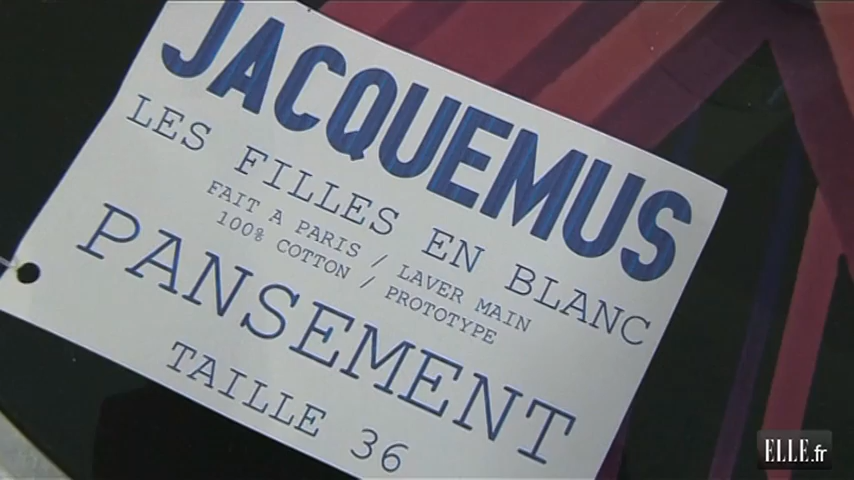 JACQUEMUS
LES FILLES EN BLANC
FAIT A PARIS / LAVER MAIN
100% COTTON / PROTOTYPE
PANSEMENT
TAILLE 36
ELLE.fr